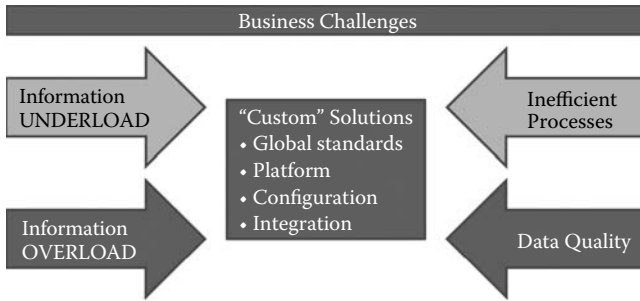 Business Challenges
Information
UNDERLOAD
“Custom” Solutions
• Global standards
• Platform
• Configuration
• Integration
Inefficient
Processes
Information
OVERLOAD
Data Quality